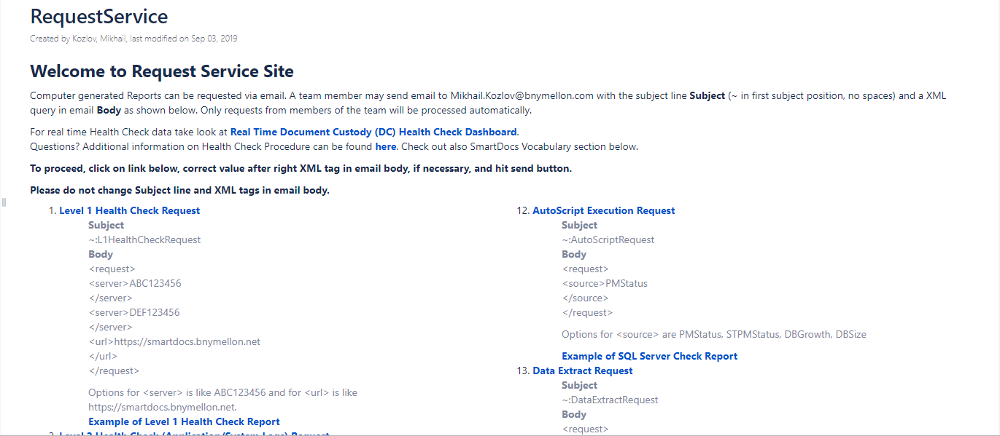 RequestService
Created by Kozlov, Mikhail, last modified on Sep 03, 2019
Welcome to Request Service Site
Computer generated Reports can be requested via email. A team member may send email to Mikhail.Kozlov@bnymellon.com with the subject line Subject (~ in first subject position, no spaces) and a XML
query in email Body as shown below. Only requests from members of the team will be processed automatically.
For real time Health Check data take look at Real Time Document Custody (DC) Health Check Dashboard.
Questions? Additional information on Health Check Procedure can be found here. Check out also SmartDocs Vocabulary section below.
To proceed, click on link below, correct value after right XML tag in email body, if necessary, and hit send button.
Please do not change Subject line and XML tags in email body.
1. Level 1 Health Check Request
Subject
~:L1HealthCheckRequest
Body
<request>
<server>ABC123456
</server>
<server>DEF123456
</server>
<url>https://smartdocs.bnymellon.net
</url>
</request>
Options for <server> is like ABC123456 and for <url> is like
https://smartdocs.bnymellon.net.
Example of Level 1 Health Check Report
2. Level 2 Health Check (Application/System Logs) Request
12. AutoScript Execution Request
Subject
~:AutoScriptRequest
Body
<request>
<source>PMStatus
</source>
</request>
Options for <source> are PMStatus, STPMStatus, DBGrowth, DBSize
Example of SQL Server Check Report
13. Data Extract Request
Subject
~:DataExtractRequest
Body
<request>